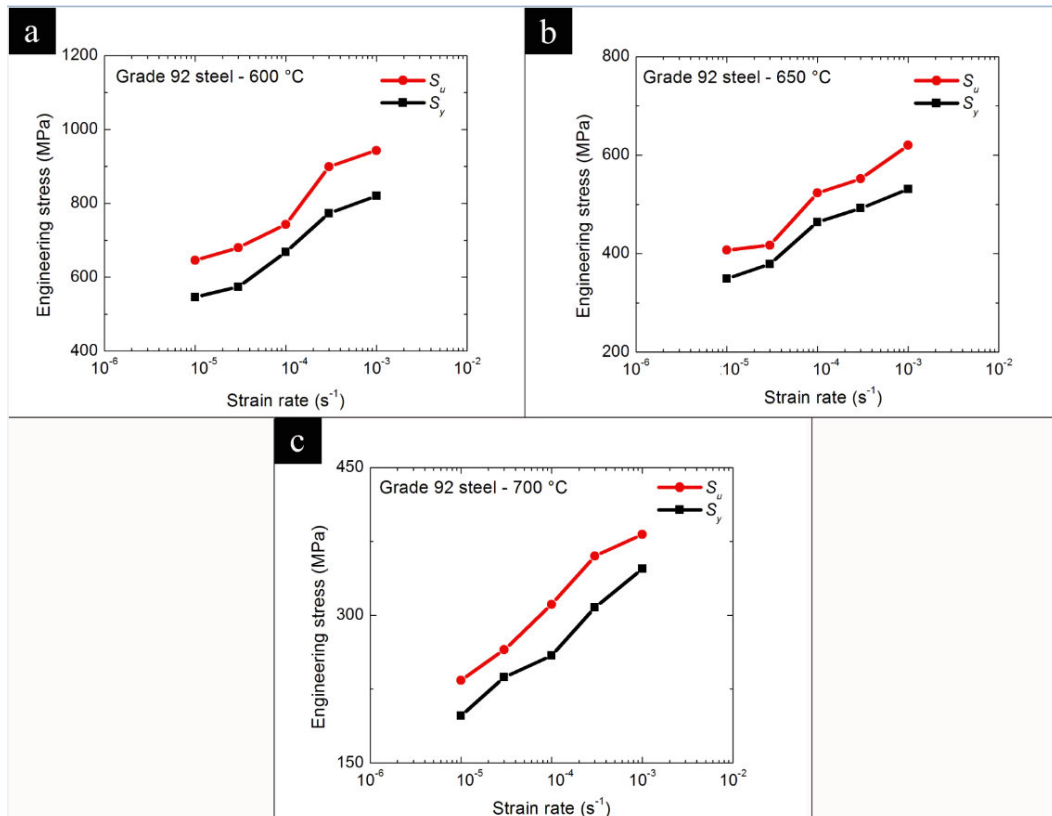 a
Grade 92 steel - 600 °C
Sᵤ
Sᵧ
1200
1000
800
600
400
Engineering stress (MPa)
10⁻⁶ 10⁻⁵ 10⁻⁴ 10⁻³ 10⁻²
Strain rate (s⁻¹)
b
Grade 92 steel - 650 °C
Sᵤ
Sᵧ
800
600
400
200
Engineering stress (MPa)
10⁻⁶ 10⁻⁵ 10⁻⁴ 10⁻³ 10⁻²
Strain rate (s⁻¹)
c
Grade 92 steel - 700 °C
Sᵤ
Sᵧ
450
300
150
Engineering stress (MPa)
10⁻⁶ 10⁻⁵ 10⁻⁴ 10⁻³ 10⁻²
Strain rate (s⁻¹)